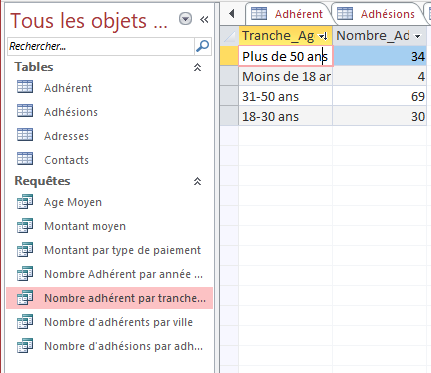 Tous les objets ...
Rechercher...
Tables
Adhérent
Adhésions
Adresses
Contacts
Requêtes
Age Moyen
Montant moyen
Montant par type de paiement
Nombre Adhérent par année ...
Nombre adhérent par tranche...
Nombre d'adhérents par ville
Nombre d'adhésions par adh...
Adhérent Adhésions
Tranche_Ag Nombre_Ad
Plus de 50 ans 34
Moins de 18 ar 4
31-50 ans 69
18-30 ans 30